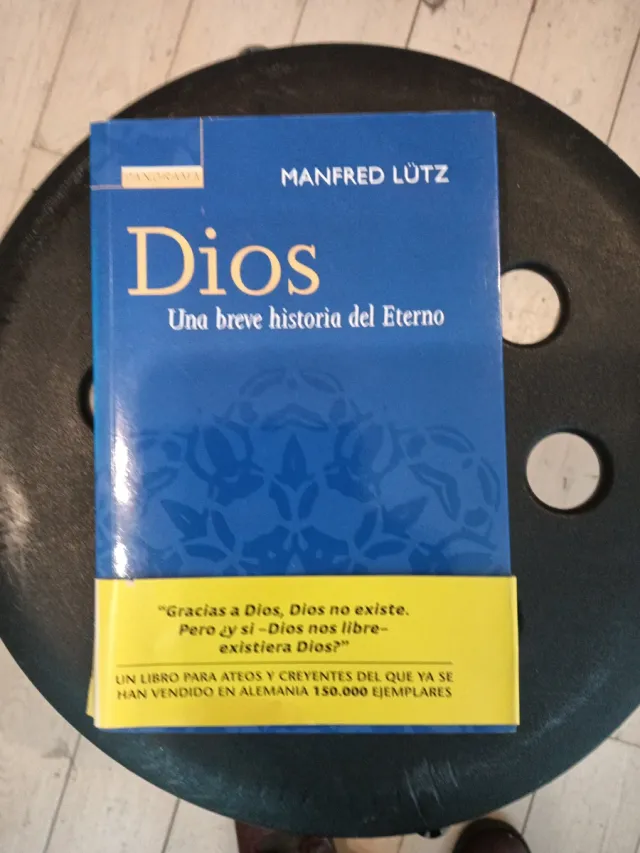 PANORAMA
MANFRED LÜTZ
Dios
Una breve historia del Eterno
"Gracias a Dios, Dios no existe.
Pero ¿y si –Dios nos libre–
existiera Dios?"
UN LIBRO PARA ATEOS Y CREYENTES DEL QUE YA SE
HAN VENDIDO EN ALEMANIA 150.000 EJEMPLARES